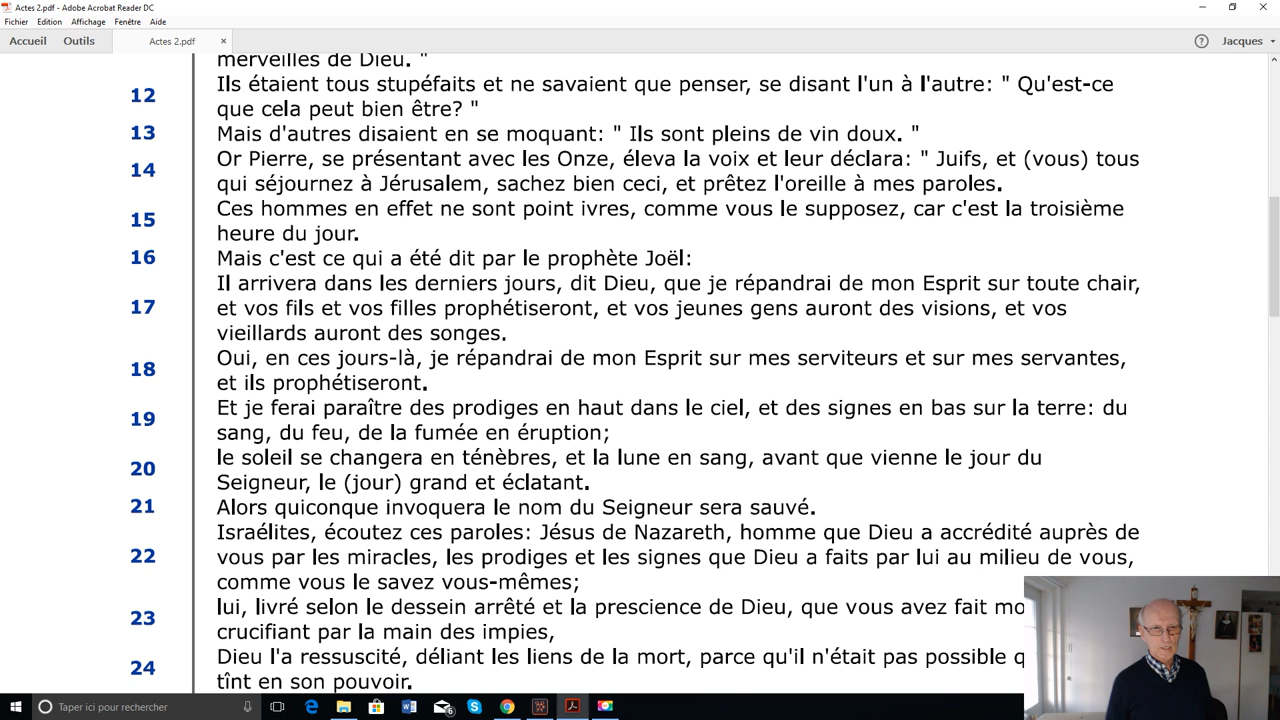 Actes 2.pdf - Adobe Acrobat Reader DC
Fichier Edition Affichage Fenêtre Aide
Accueil Outils Actes 2.pdf × ? Jacques
merveilles de Dieu. "
12 Ils étaient tous stupéfaits et ne savaient que penser, se disant l'un à l'autre: " Qu'est-ce
que cela peut bien être? "
13 Mais d'autres disaient en se moquant: " Ils sont pleins de vin doux. "
14 Or Pierre, se présentant avec les Onze, éleva la voix et leur déclara: " Juifs, et (vous) tous
qui séjournez à Jérusalem, sachez bien ceci, et prêtez l'oreille à mes paroles.
15 Ces hommes en effet ne sont point ivres, comme vous le supposez, car c'est la troisième
heure du jour.
16 Mais c'est ce qui a été dit par le prophète Joël:
17 Il arrivera dans les derniers jours, dit Dieu, que je répandrai de mon Esprit sur toute chair,
et vos fils et vos filles prophétiseront, et vos jeunes gens auront des visions, et vos
vieillards auront des songes.
18 Oui, en ces jours-là, je répandrai de mon Esprit sur mes serviteurs et sur mes servantes,
et ils prophétiseront.
19 Et je ferai paraître des prodiges en haut dans le ciel, et des signes en bas sur la terre: du
sang, du feu, de la fumée en éruption;
20 le soleil se changera en ténèbres, et la lune en sang, avant que vienne le jour du
Seigneur, le (jour) grand et éclatant.
21 Alors quiconque invoquera le nom du Seigneur sera sauvé.
22 Israélites, écoutez ces paroles: Jésus de Nazareth, homme que Dieu a accrédité auprès de
vous par les miracles, les prodiges et les signes que Dieu a faits par lui au milieu de vous,
comme vous le savez vous-mêmes;
23 lui, livré selon le dessein arrêté et la prescience de Dieu, que vous avez fait mo
crucifiant par la main des impies,
24 Dieu l'a ressuscité, déliant les liens de la mort, parce qu'il n'était pas possible q
tînt en son pouvoir.
Taper ici pour rechercher